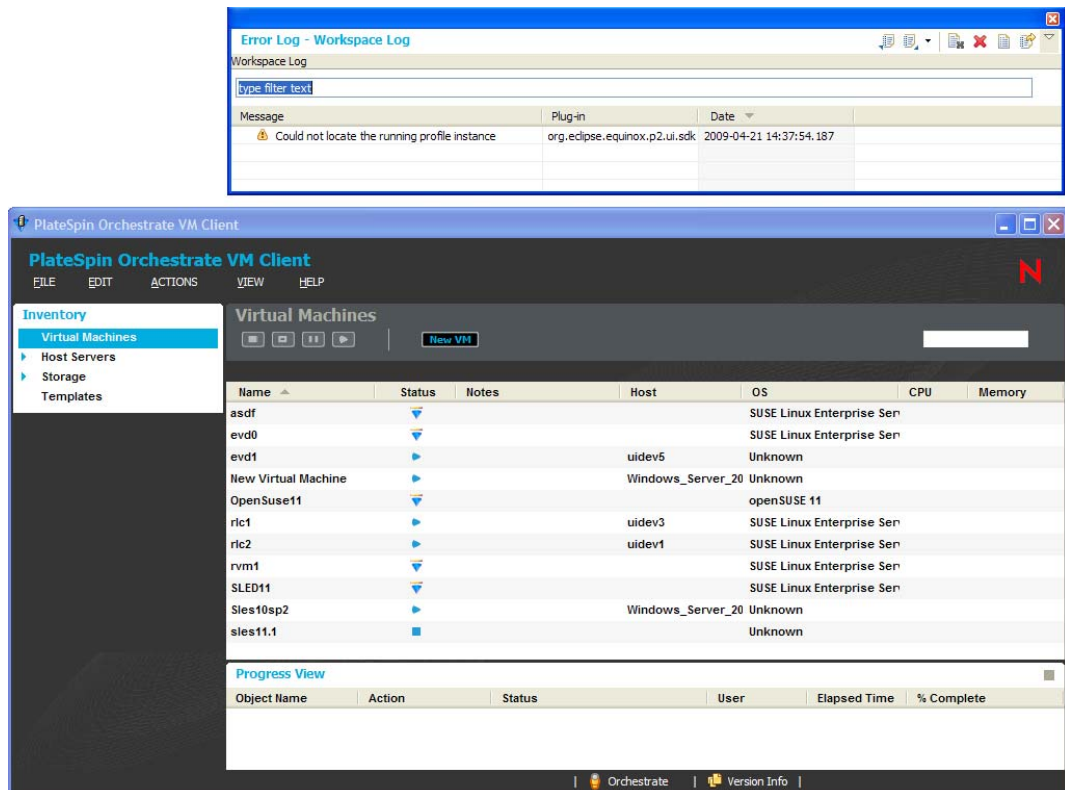 Error Log - Workspace Log
Workspace Log
type filter text
Message Plug-in Date
Could not locate the running profile instance org.eclipse.equinox.p2.ui.sdk 2009-04-21 14:37:54.187
PlateSpin Orchestrate VM Client
PlateSpin Orchestrate VM Client
N
FILE EDIT ACTIONS VIEW HELP
Inventory
Virtual Machines
Host Servers
Storage
Templates
Virtual Machines
New VM
Name Status Notes Host OS CPU Memory
asdf SUSE Linux Enterprise Ser
evd0 SUSE Linux Enterprise Ser
evd1 uidev5 Unknown
New Virtual Machine Windows_Server_20 Unknown
OpenSuse11 openSUSE 11
rlc1 uidev3 SUSE Linux Enterprise Ser
rlc2 uidev1 SUSE Linux Enterprise Ser
rvm1 SUSE Linux Enterprise Ser
SLED11 SUSE Linux Enterprise Ser
Sles10sp2 Windows_Server_20 Unknown
sles11.1 Unknown
Progress View
Object Name Action Status User Elapsed Time % Complete
| Orchestrate | Version Info |